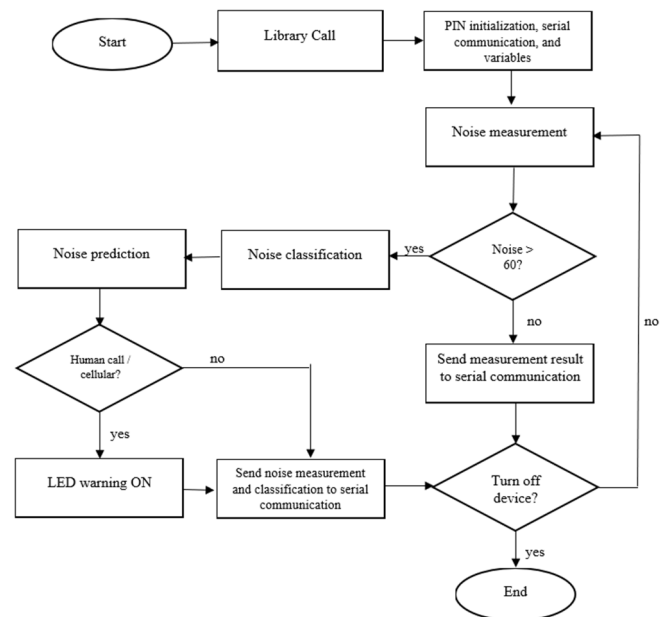 Start
Library Call
PIN initialization, serial
communication, and
variables
Noise measurement
Noise >
60?
yes
Noise classification
Noise prediction
no
no
Send measurement result
to serial communication
Human call /
cellular?
no
yes
LED warning ON
Send noise measurement
and classification to serial
communication
Turn off
device?
yes
End